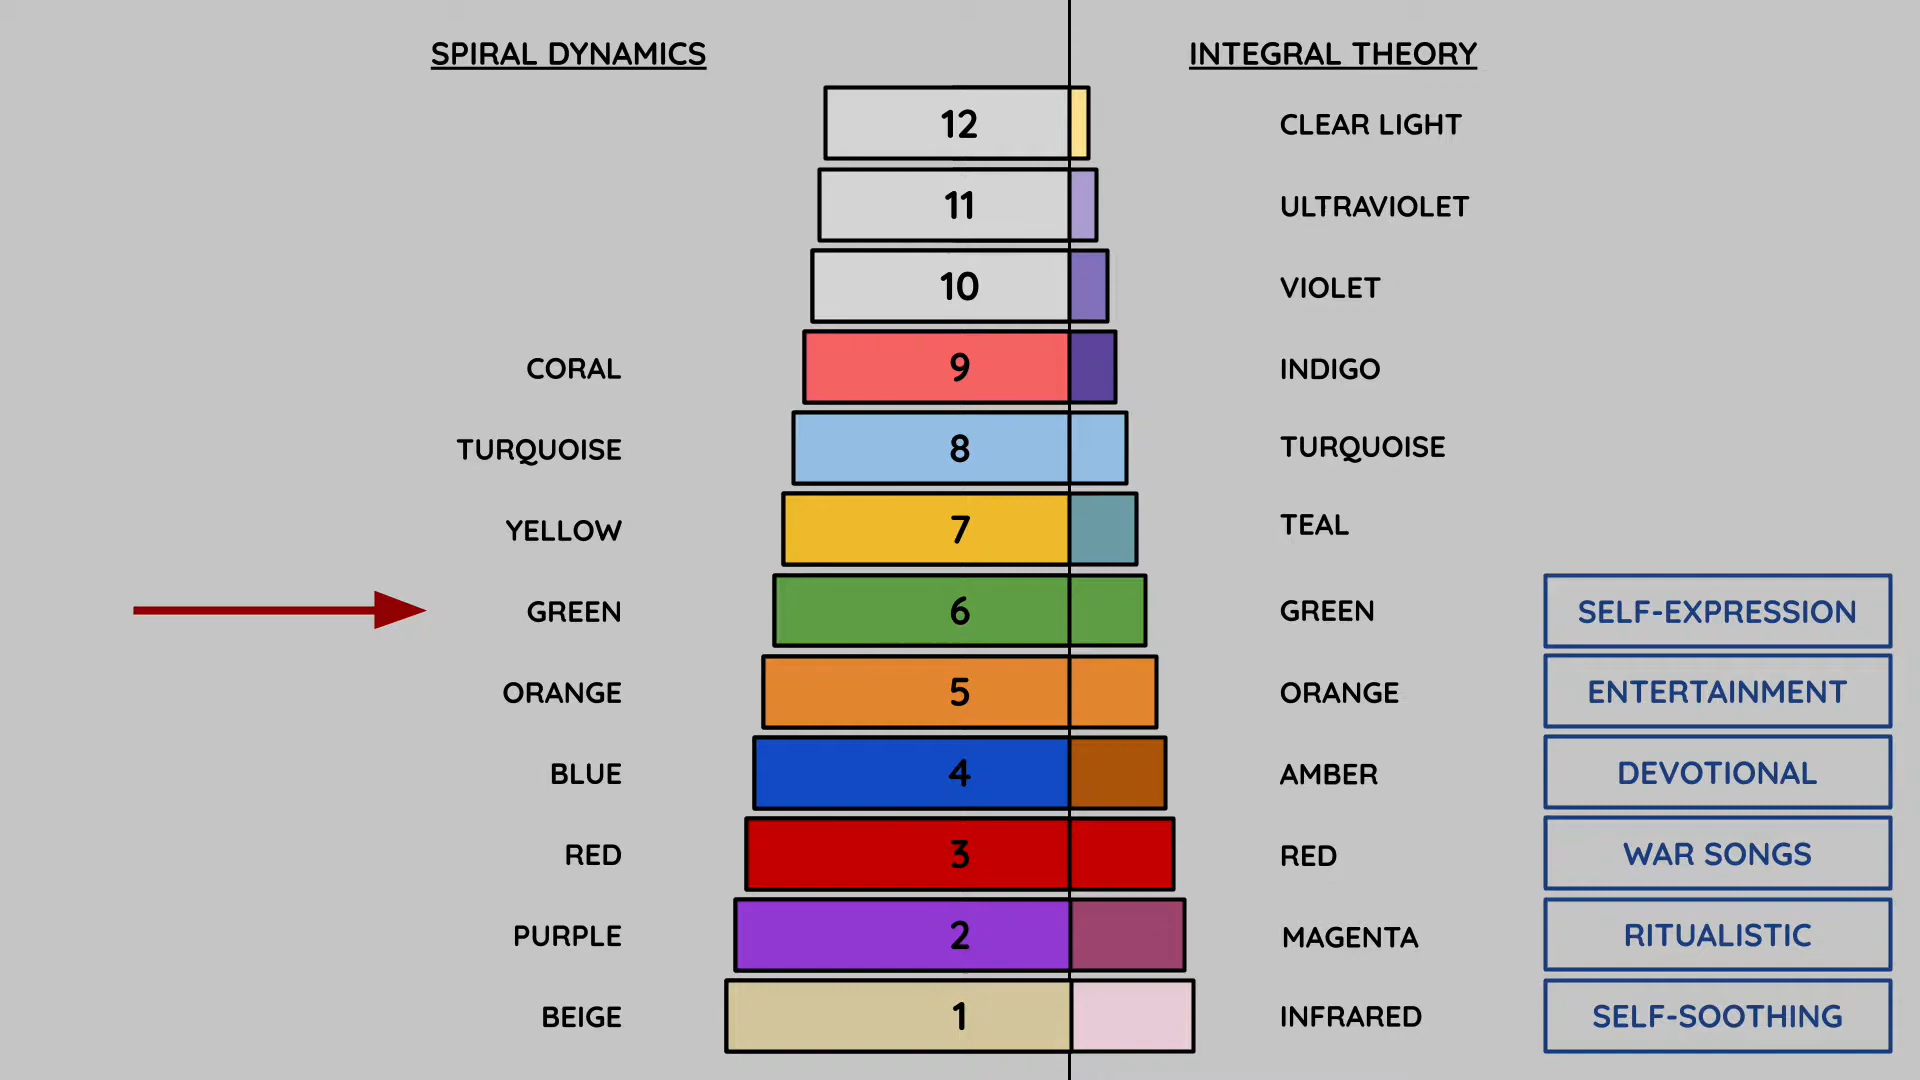 SPIRAL DYNAMICS
INTEGRAL THEORY
12
CLEAR LIGHT
11
ULTRAVIOLET
10
VIOLET
CORAL
9
INDIGO
TURQUOISE
8
TURQUOISE
YELLOW
7
TEAL
GREEN
6
GREEN
SELF-EXPRESSION
ORANGE
5
ORANGE
ENTERTAINMENT
BLUE
4
AMBER
DEVOTIONAL
RED
3
RED
WAR SONGS
PURPLE
2
MAGENTA
RITUALISTIC
BEIGE
1
INFRARED
SELF-SOOTHING